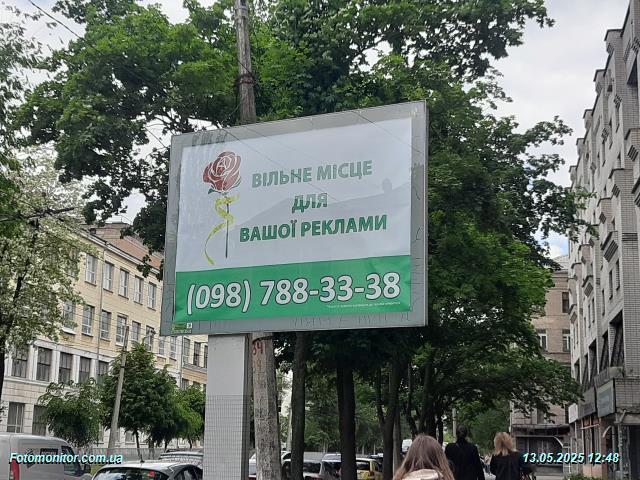 ВІЛЬНЕ МІСЦЕ
ДЛЯ
ВАШОЇ РЕКЛАМИ
(098) 788-33-38
Fotomonitor.com.ua
13.05.2025 12:48